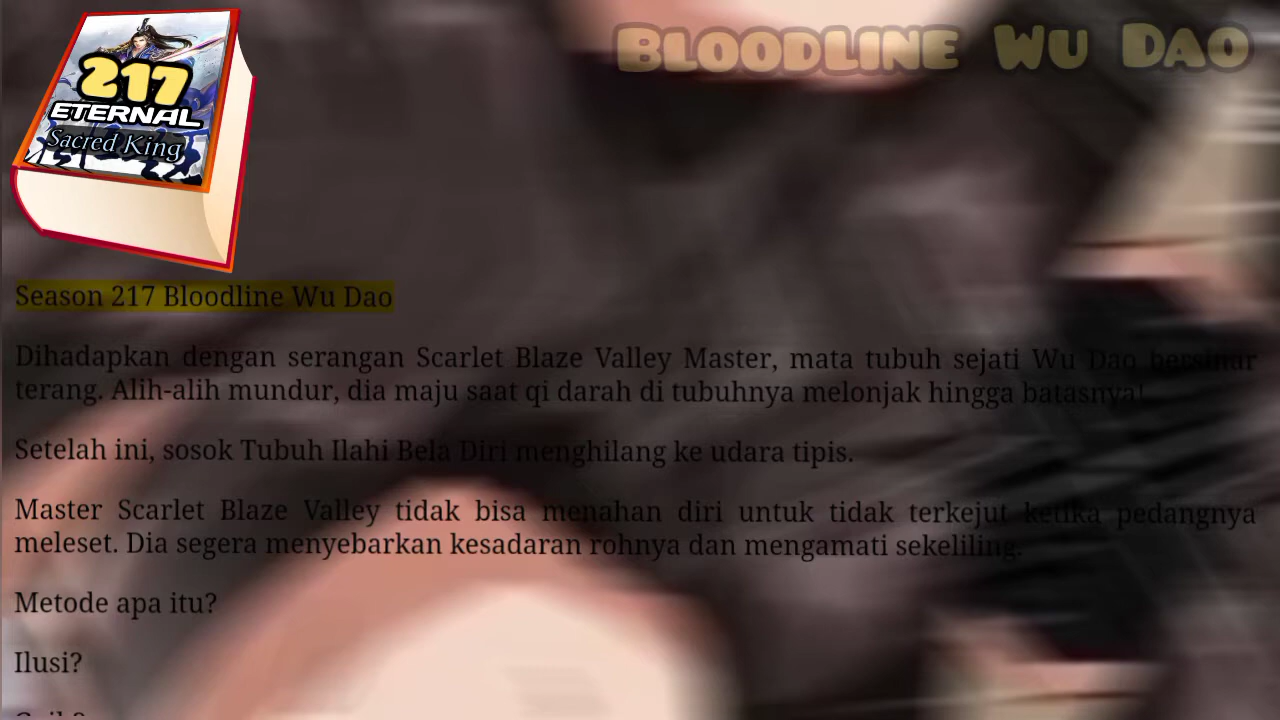 Bloodline Wu Dao
217
ETERNAL
Sacred King
Season 217 Bloodline Wu Dao
Dihadapkan dengan serangan Scarlet Blaze Valley Master, mata tubuh sejati Wu Dao bersinar
terang. Alih-alih mundur, dia maju saat qi darah di tubuhnya melonjak hingga batasnya!
Setelah ini, sosok Tubuh Ilahi Bela Diri menghilang ke udara tipis.
Master Scarlet Blaze Valley tidak bisa menahan diri untuk tidak terkejut ketika pedangnya
meleset. Dia segera menyebarkan kesadaran rohnya dan mengamati sekeliling.
Metode apa itu?
Ilusi?